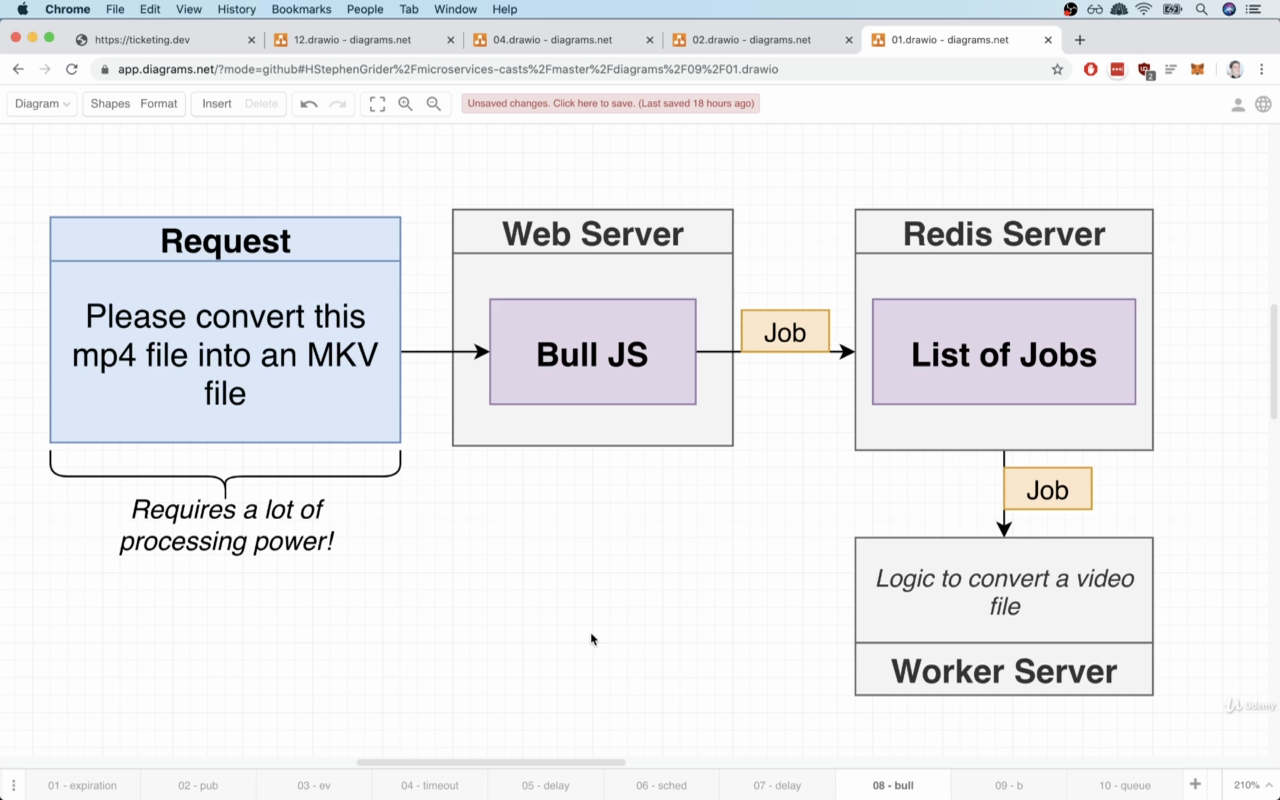 Chrome File Edit View History Bookmarks People Tab Window Help
https://ticketing.dev 12.drawio - diagrams.net 04.drawio - diagrams.net 02.drawio - diagrams.net 01.drawio - diagrams.net
app.diagrams.net/?mode=github#HStephenGrider%2Fmicroservices-casts%2Fmaster%2Fdiagrams%2F09%2F01.drawio
2
Diagram Shapes Format Insert Delete Unsaved changes. Click here to save. (Last saved 18 hours ago)
Request
Please convert this
mp4 file into an MKV
file
Requires a lot of
processing power!
Web Server
Bull JS
Job
Redis Server
List of Jobs
Job
Logic to convert a video
file
Worker Server
Udemy
01 - expiration 02 - pub 03 - ev 04 - timeout 05 - delay 06 - sched 07 - delay 08 - bull 09 - b 10 - queue 210%